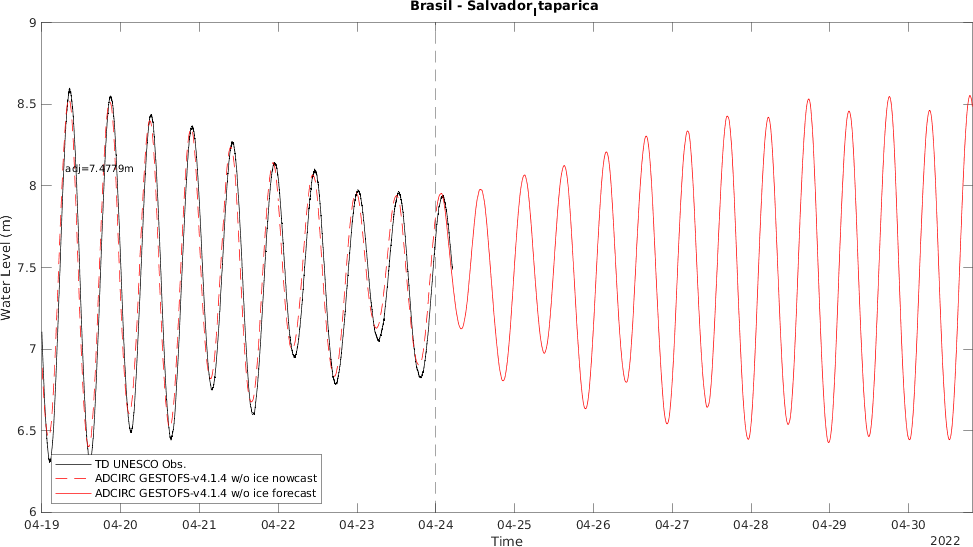 Brasil - Salvador_Itaparica
9
8.5
8
7.5
7
6.5
6
Water Level (m)
adj=7.4779m
TD UNESCO Obs.
ADCIRC GESTOFS-v4.1.4 w/o ice nowcast
ADCIRC GESTOFS-v4.1.4 w/o ice forecast
04-19 04-20 04-21 04-22 04-23 04-24 04-25 04-26 04-27 04-28 04-29 04-30
Time
2022